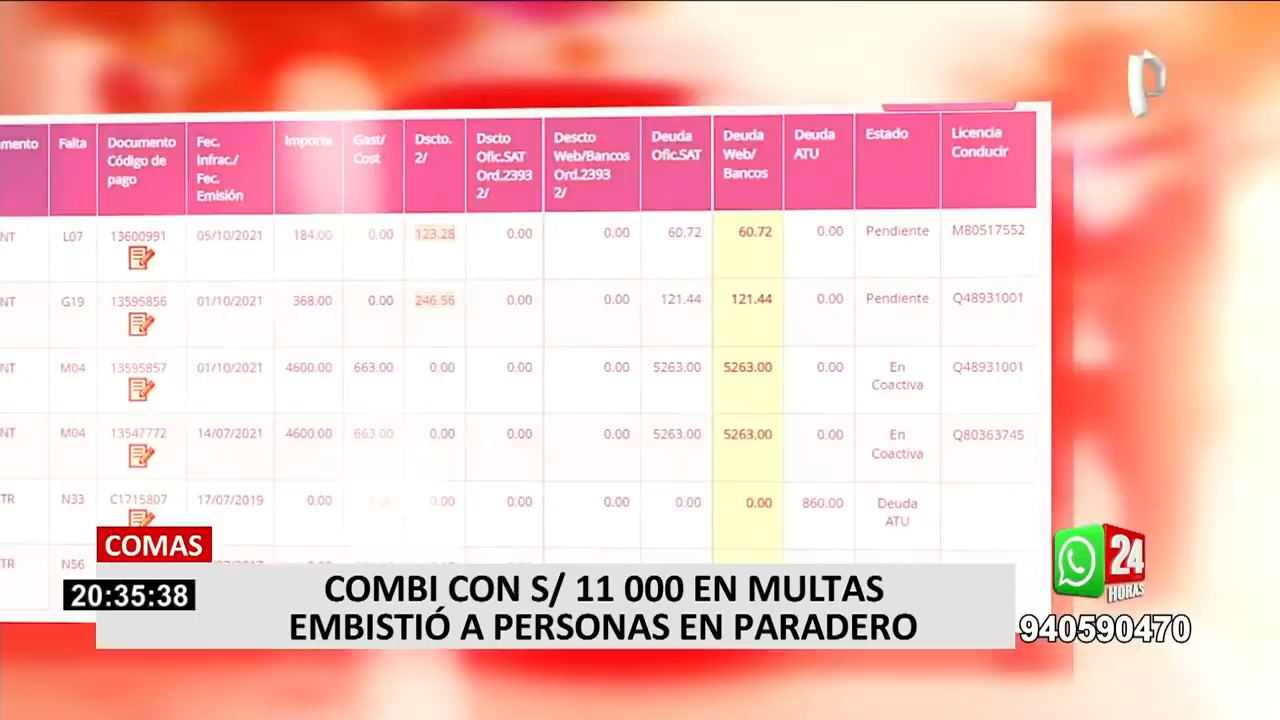 mento Falta Documento Código de pago Fec. Infrac./ Fec. Emisión Importe Gast/ Cost Dscto. 2/ Dscto Ofic.SAT Ord.2393 2/ Descto Web/Bancos Ord.2393 2/ Deuda Ofic.SAT Deuda Web/ Bancos Deuda ATU Estado Licencia Conducir
NT L07 13600991 05/10/2021 184.00 0.00 123.28 0.00 0.00 60.72 60.72 0.00 Pendiente M80517552
NT G19 13595856 01/10/2021 368.00 0.00 246.56 0.00 0.00 121.44 121.44 0.00 Pendiente Q48931001
NT M04 13595857 01/10/2021 4600.00 663.00 0.00 0.00 0.00 5263.00 5263.00 0.00 En Coactiva Q48931001
NT M04 13547772 14/07/2021 4600.00 663.00 0.00 0.00 0.00 5263.00 5263.00 0.00 En Coactiva Q80363745
TR N33 C1715807 17/07/2019 0.00 0.00 0.00 0.00 0.00 0.00 860.00 Deuda ATU
TR N56
COMAS
20:35:38
COMBI CON S/ 11 000 EN MULTAS
EMBISTIÓ A PERSONAS EN PARADERO
24
HORAS
940590470